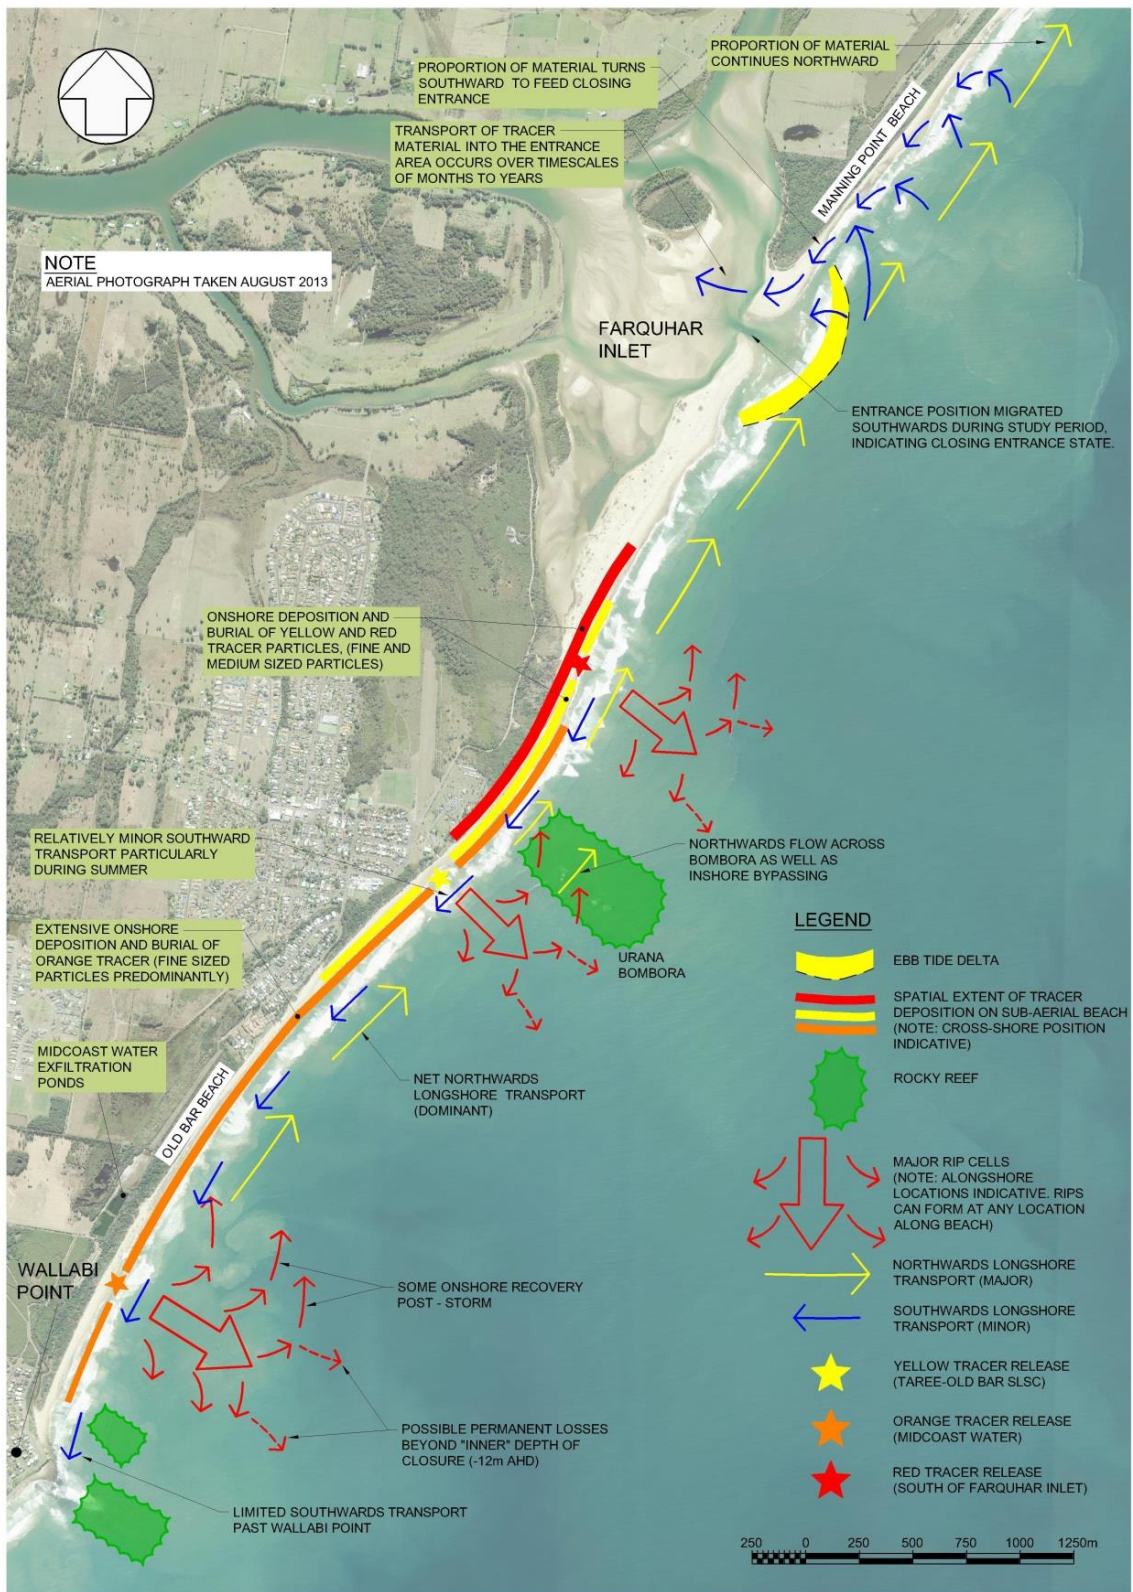 PROPORTION OF MATERIAL
CONTINUES NORTHWARD
PROPORTION OF MATERIAL TURNS
SOUTHWARD TO FEED CLOSING
ENTRANCE
TRANSPORT OF TRACER
MATERIAL INTO THE ENTRANCE
AREA OCCURS OVER TIMESCALES
OF MONTHS TO YEARS
MANNING POINT BEACH
NOTE
AERIAL PHOTOGRAPH TAKEN AUGUST 2013
FARQUHAR
INLET
ENTRANCE POSITION MIGRATED
SOUTHWARDS DURING STUDY PERIOD,
INDICATING CLOSING ENTRANCE STATE.
ONSHORE DEPOSITION AND
BURIAL OF YELLOW AND RED
TRACER PARTICLES, (FINE AND
MEDIUM SIZED PARTICLES)
RELATIVELY MINOR SOUTHWARD
TRANSPORT PARTICULARLY
DURING SUMMER
NORTHWARDS FLOW ACROSS
BOMBORA AS WELL AS
INSHORE BYPASSING
URANA
BOMBORA
EXTENSIVE ONSHORE
DEPOSITION AND BURIAL OF
ORANGE TRACER (FINE SIZED
PARTICLES PREDOMINANTLY)
MIDCOAST WATER
EXFILTRATION
PONDS
NET NORTHWARDS
LONGSHORE TRANSPORT
(DOMINANT)
OLD BAR BEACH
WALLABI
POINT
SOME ONSHORE RECOVERY
POST - STORM
POSSIBLE PERMANENT LOSSES
BEYOND "INNER" DEPTH OF
CLOSURE (-12m AHD)
LIMITED SOUTHWARDS TRANSPORT
PAST WALLABI POINT
LEGEND
EBB TIDE DELTA
SPATIAL EXTENT OF TRACER
DEPOSITION ON SUB-AERIAL BEACH
(NOTE: CROSS-SHORE POSITION
INDICATIVE)
ROCKY REEF
MAJOR RIP CELLS
(NOTE: ALONGSHORE
LOCATIONS INDICATIVE. RIPS
CAN FORM AT ANY LOCATION
ALONG BEACH)
NORTHWARDS LONGSHORE
TRANSPORT (MAJOR)
SOUTHWARDS LONGSHORE
TRANSPORT (MINOR)
YELLOW TRACER RELEASE
(TAREE-OLD BAR SLSC)
ORANGE TRACER RELEASE
(MIDCOAST WATER)
RED TRACER RELEASE
(SOUTH OF FARQUHAR INLET)
250 0 250 500 750 1000 1250m